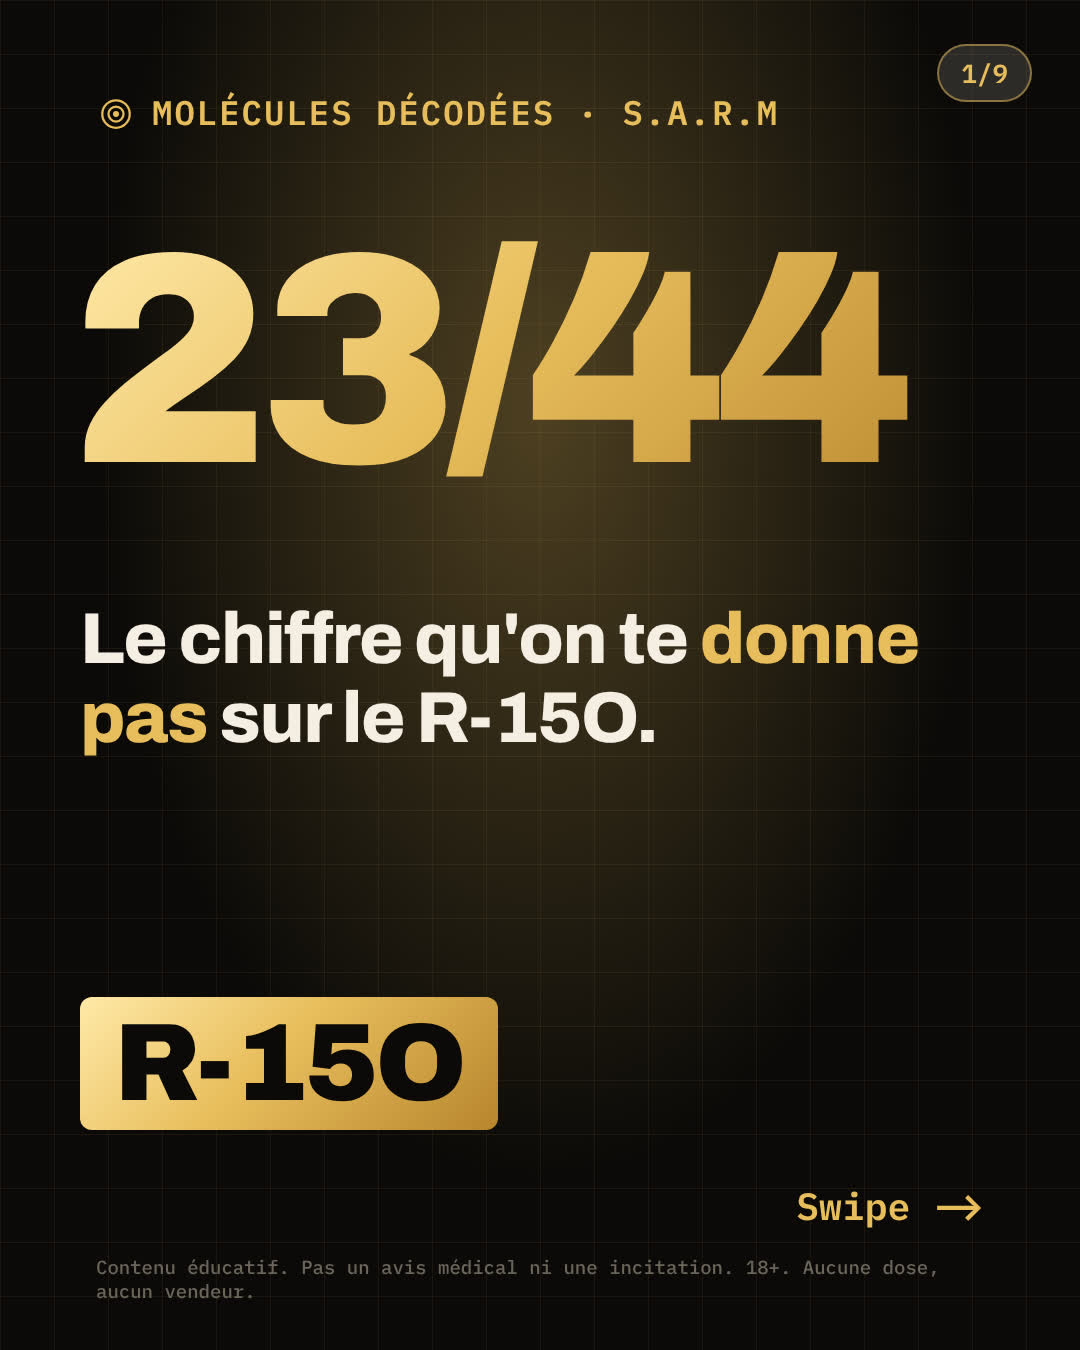 1/9
MOLÉCULES DÉCODÉES · S.A.R.M
23/44
Le chiffre qu'on te donne
pas sur le R-15O.
R-15O
Swipe →
Contenu éducatif. Pas un avis médical ni une incitation. 18+. Aucune dose,
aucun vendeur.